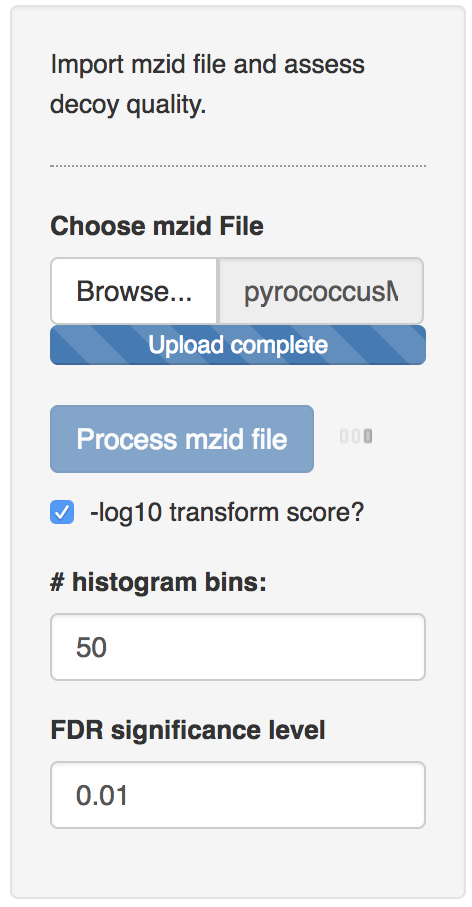 Import mzid file and assess
decoy quality.
Choose mzid File
Browse... pyrococcusM
Upload complete
Process mzid file
-log10 transform score?
# histogram bins:
50
FDR significance level
0.01